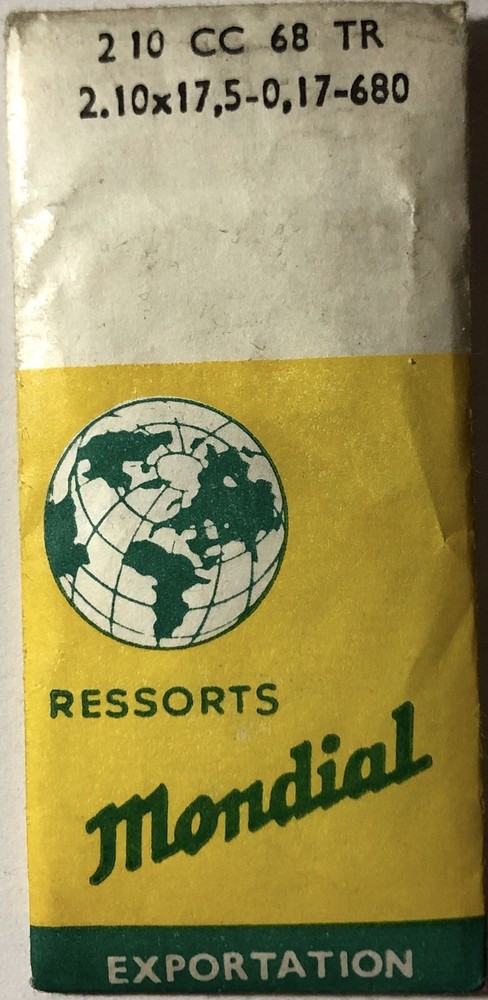 2 10 CC 68 TR
2.10x17,5-0,17-680
RESSORTS
Mondial
EXPORTATION